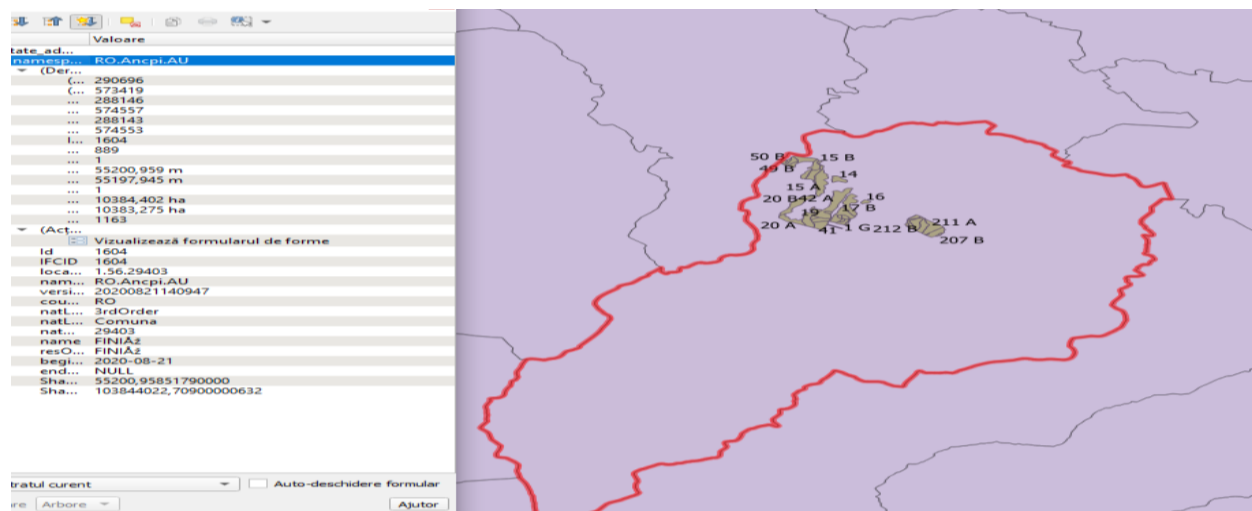 Valoare
tate_ad...
namesp... RO.Ancpi.AU
(Der...
(... 290696
(... 573419
... 288146
... 574557
... 288143
... 574553
I... 1604
... 889
... 1
... 55200,959 m
... 55197,945 m
... 1
... 10384,402 ha
... 10383,275 ha
... 1163
(Acț...
Vizualizează formularul de forme
Id 1604
IFCID 1604
loca... 1.56.29403
nam... RO.Ancpi.AU
versi... 20200821140947
cou... RO
natL... 3rdOrder
natL... Comuna
nat... 29403
name FINIÅž
resO... FINIÅž
begi... 2020-08-21
end... NULL
Sha... 55200,95851790000
Sha... 103844022,70900000632
tratul curent
Auto-deschidere formular
re Arbore
Ajutor
50 B 15 B
49 B
14
15 A
20 B 42 A 16
19 17 B
20 A 41 1 G 212 B 211 A
207 B